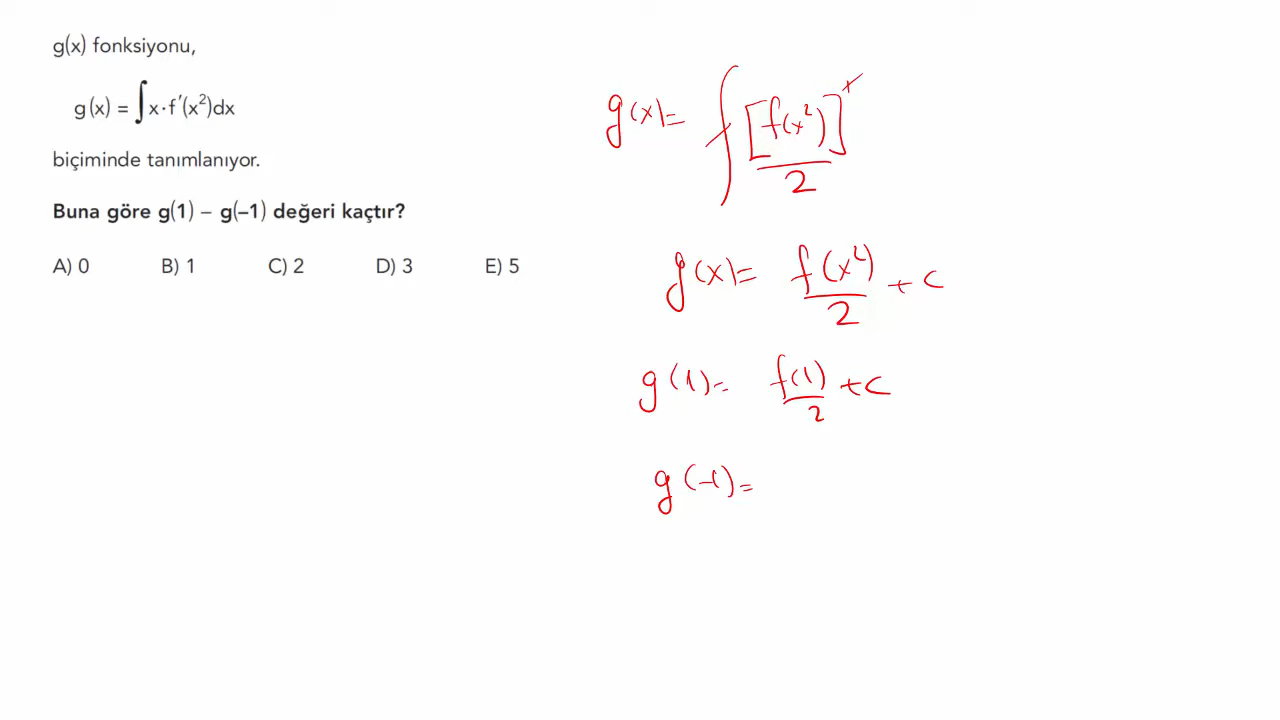 g(x) fonksiyonu,
g(x) = ∫x·f′(x²)dx
biçiminde tanımlanıyor.
Buna göre g(1) – g(–1) değeri kaçtır?
A) 0 B) 1 C) 2 D) 3 E) 5
g(x)= ∫ [f(x²)]′ / 2
g(x)= f(x²)/2 + c
g(1)= f(1)/2 + c
g(-1)=